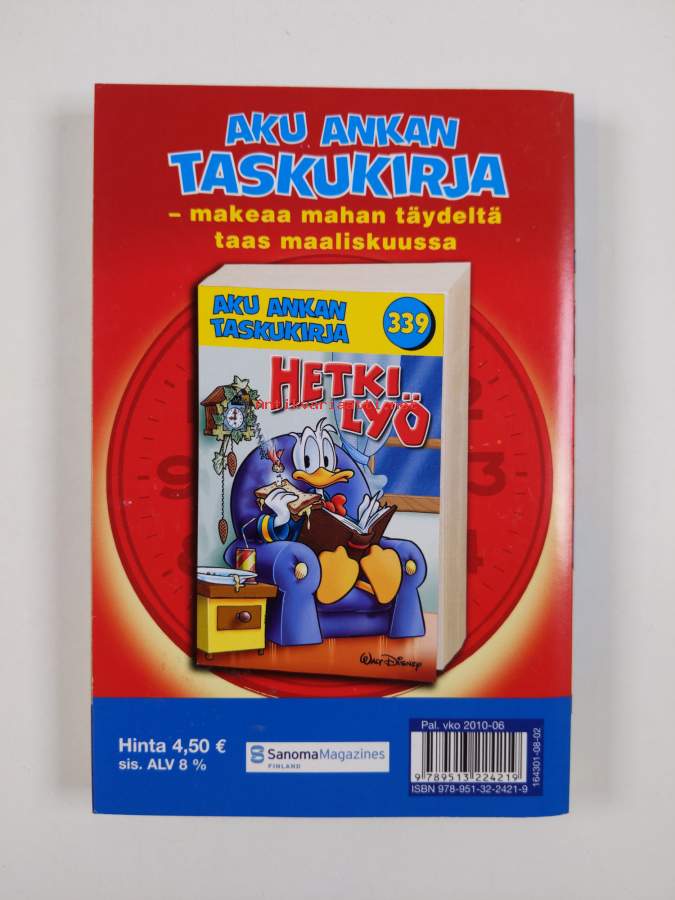 AKU ANKAN
TASKUKIRJA
– makeaa mahan täydeltä
taas maaliskuussa
AKU ANKAN
TASKUKIRJA
339
HETKI
LYÖ
WALT DISNEY
Hinta 4,50 €
sis. ALV 8 %
SanomaMagazines
FINLAND
Pal. vko 2010-06
9 789513 224219
ISBN 978-951-32-2421-9
164301-08-02